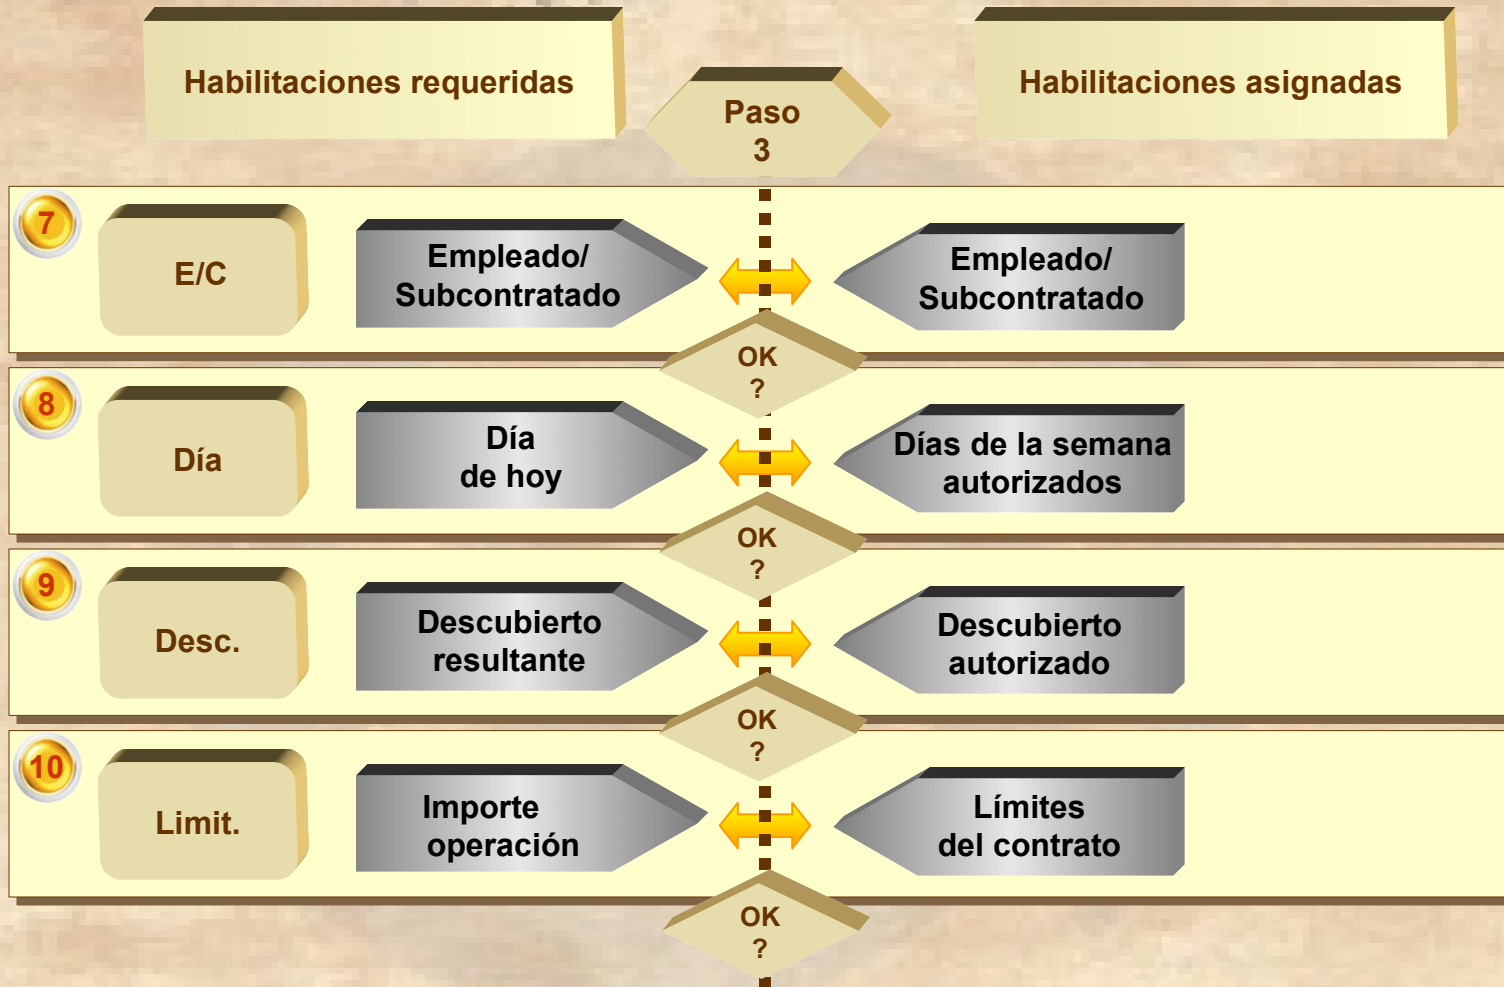 Habilitaciones requeridas
Paso
3
Habilitaciones asignadas
7
E/C
Empleado/
Subcontratado
Empleado/
Subcontratado
OK
?
8
Día
Día
de hoy
Días de la semana
autorizados
OK
?
9
Desc.
Descubierto
resultante
Descubierto
autorizado
OK
?
10
Limit.
Importe
operación
Límites
del contrato
OK
?